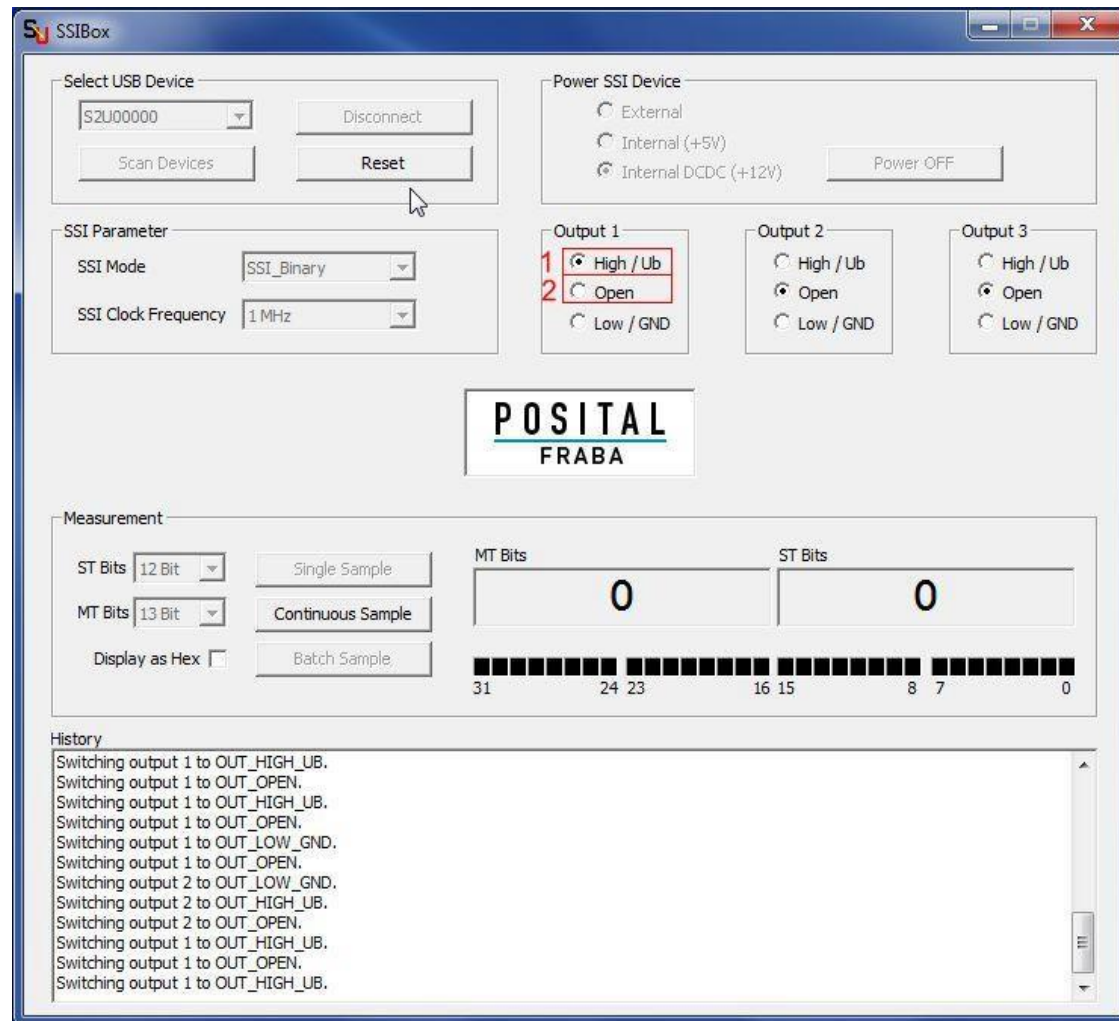 SU SSIBox
Select USB Device
S2U00000
Disconnect
Scan Devices
Reset
Power SSI Device
External
Internal (+5V)
Internal DCDC (+12V)
Power OFF
SSI Parameter
SSI Mode
SSI_Binary
SSI Clock Frequency
1 MHz
Output 1
1 High / Ub
2 Open
Low / GND
Output 2
High / Ub
Open
Low / GND
Output 3
High / Ub
Open
Low / GND
POSITAL
FRABA
Measurement
ST Bits 12 Bit
Single Sample
MT Bits 13 Bit
Continuous Sample
Display as Hex
Batch Sample
MT Bits
0
ST Bits
0
31 24 23 16 15 8 7 0
History
Switching output 1 to OUT_HIGH_UB.
Switching output 1 to OUT_OPEN.
Switching output 1 to OUT_HIGH_UB.
Switching output 1 to OUT_OPEN.
Switching output 1 to OUT_LOW_GND.
Switching output 1 to OUT_OPEN.
Switching output 2 to OUT_LOW_GND.
Switching output 2 to OUT_HIGH_UB.
Switching output 2 to OUT_OPEN.
Switching output 1 to OUT_HIGH_UB.
Switching output 1 to OUT_OPEN.
Switching output 1 to OUT_HIGH_UB.